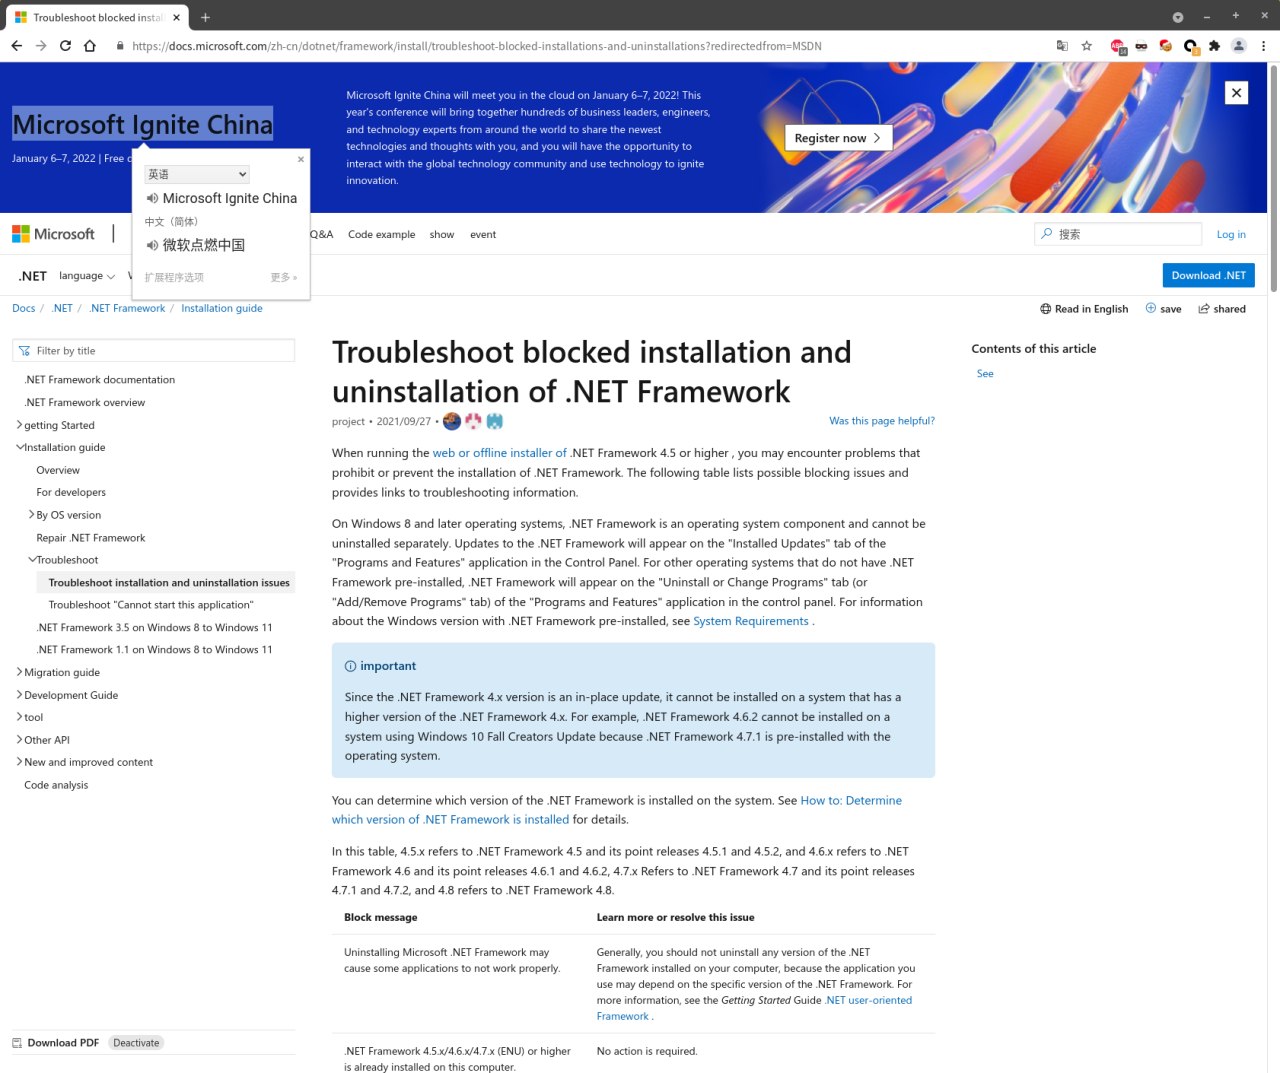 Troubleshoot blocked instal
https://docs.microsoft.com/zh-cn/dotnet/framework/install/troubleshoot-blocked-installations-and-uninstallations?redirectedfrom=MSDN
Microsoft Ignite China
January 6–7, 2022 | Free
Microsoft Ignite China will meet you in the cloud on January 6–7, 2022! This
year's conference will bring together hundreds of business leaders, engineers,
and technology experts from around the world to share the newest
technologies and thoughts with you, and you will have the opportunity to
interact with the global technology community and use technology to ignite
innovation.
Register now
英语
Microsoft Ignite China
中文（简体）
微软点燃中国
扩展程序选项 更多 »
Microsoft
Q&A Code example show event
搜索
Log in
.NET language
Download .NET
Docs / .NET / .NET Framework / Installation guide
Read in English save shared
Filter by title
.NET Framework documentation
.NET Framework overview
getting Started
Installation guide
Overview
For developers
By OS version
Repair .NET Framework
Troubleshoot
Troubleshoot installation and uninstallation issues
Troubleshoot "Cannot start this application"
.NET Framework 3.5 on Windows 8 to Windows 11
.NET Framework 1.1 on Windows 8 to Windows 11
Migration guide
Development Guide
tool
Other API
New and improved content
Code analysis
Download PDF Deactivate
Troubleshoot blocked installation and
uninstallation of .NET Framework
project • 2021/09/27 •
Was this page helpful?
When running the web or offline installer of .NET Framework 4.5 or higher , you may encounter problems that
prohibit or prevent the installation of .NET Framework. The following table lists possible blocking issues and
provides links to troubleshooting information.
On Windows 8 and later operating systems, .NET Framework is an operating system component and cannot be
uninstalled separately. Updates to the .NET Framework will appear on the "Installed Updates" tab of the
"Programs and Features" application in the Control Panel. For other operating systems that do not have .NET
Framework pre-installed, .NET Framework will appear on the "Uninstall or Change Programs" tab (or
"Add/Remove Programs" tab) of the "Programs and Features" application in the control panel. For information
about the Windows version with .NET Framework pre-installed, see System Requirements .
important
Since the .NET Framework 4.x version is an in-place update, it cannot be installed on a system that has a
higher version of the .NET Framework 4.x. For example, .NET Framework 4.6.2 cannot be installed on a
system using Windows 10 Fall Creators Update because .NET Framework 4.7.1 is pre-installed with the
operating system.
You can determine which version of the .NET Framework is installed on the system. See How to: Determine
which version of .NET Framework is installed for details.
In this table, 4.5.x refers to .NET Framework 4.5 and its point releases 4.5.1 and 4.5.2, and 4.6.x refers to .NET
Framework 4.6 and its point releases 4.6.1 and 4.6.2, 4.7.x Refers to .NET Framework 4.7 and its point releases
4.7.1 and 4.7.2, and 4.8 refers to .NET Framework 4.8.
Block message Learn more or resolve this issue
Uninstalling Microsoft .NET Framework may
cause some applications to not work properly.
Generally, you should not uninstall any version of the .NET
Framework installed on your computer, because the application you
use may depend on the specific version of the .NET Framework. For
more information, see the Getting Started Guide .NET user-oriented
Framework .
.NET Framework 4.5.x/4.6.x/4.7.x (ENU) or higher
is already installed on this computer.
No action is required.
Contents of this article
See